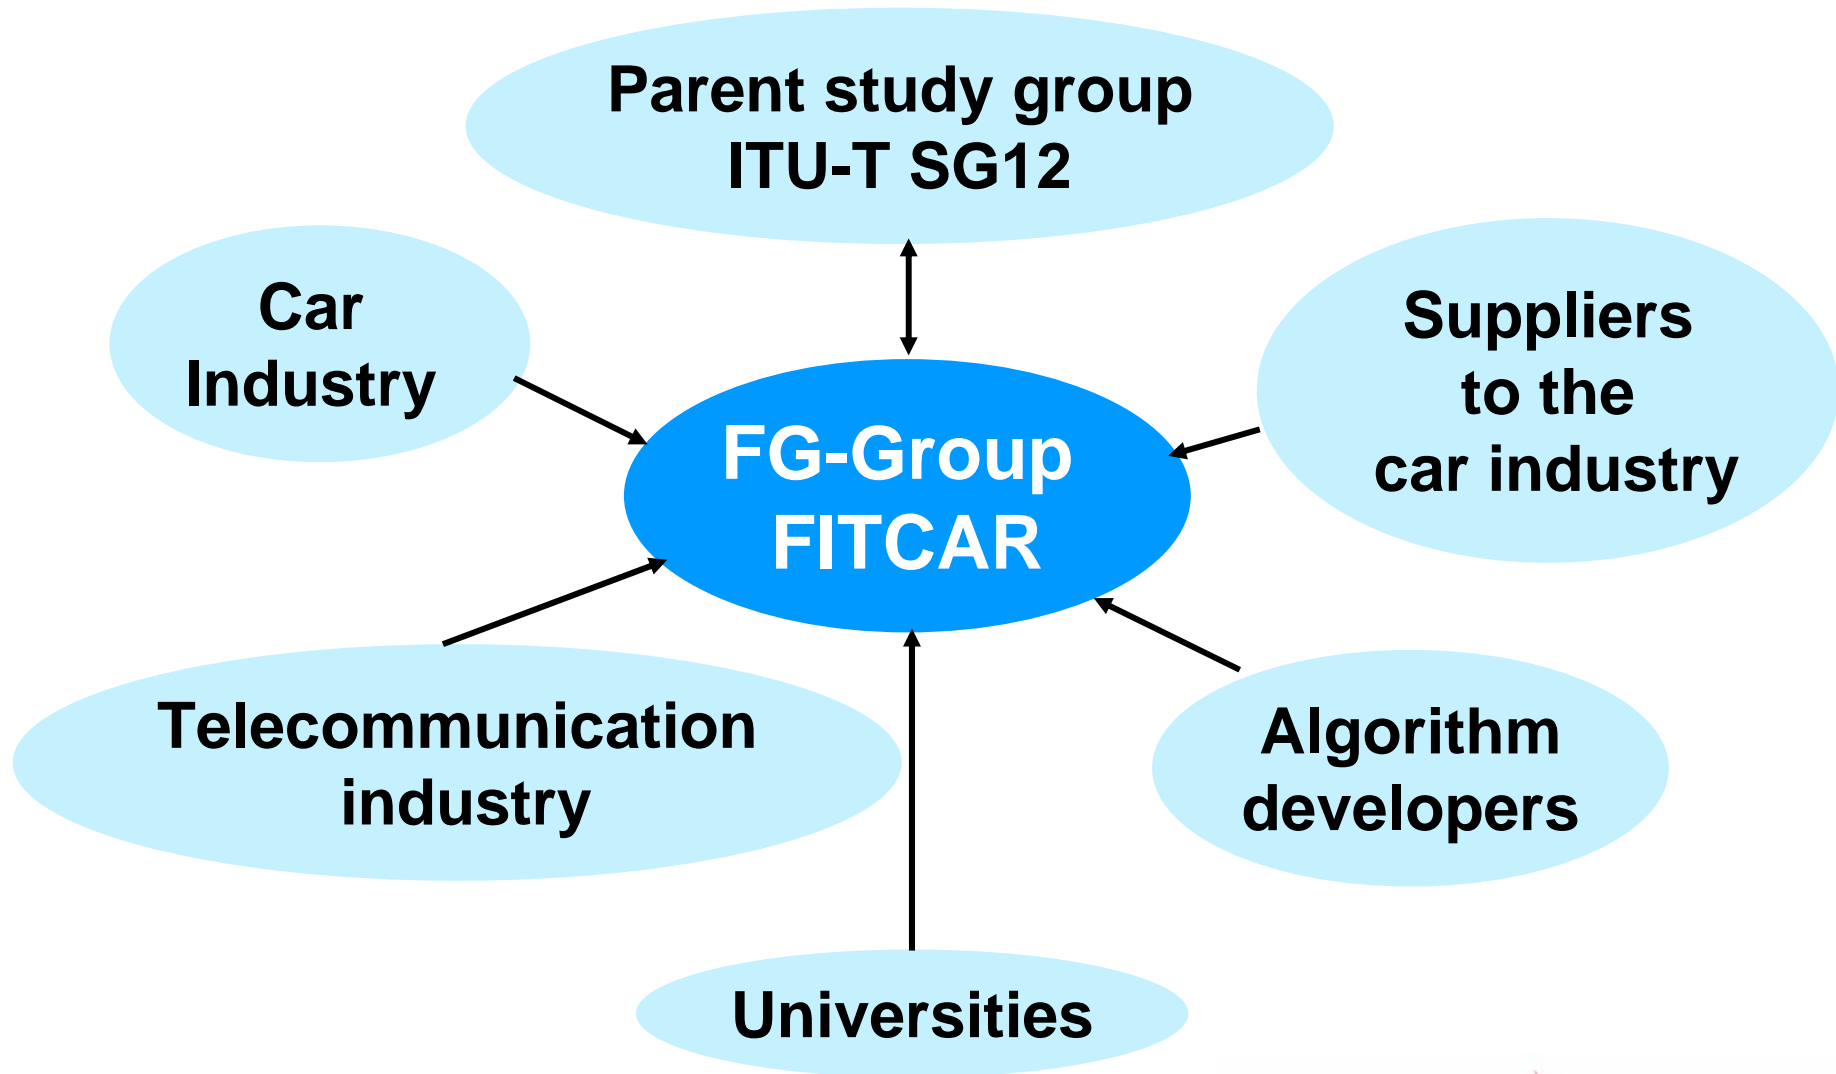 Parent study group
ITU-T SG12
Car
Industry
Suppliers
to the
car industry
FG-Group
FITCAR
Telecommunication
industry
Algorithm
developers
Universities